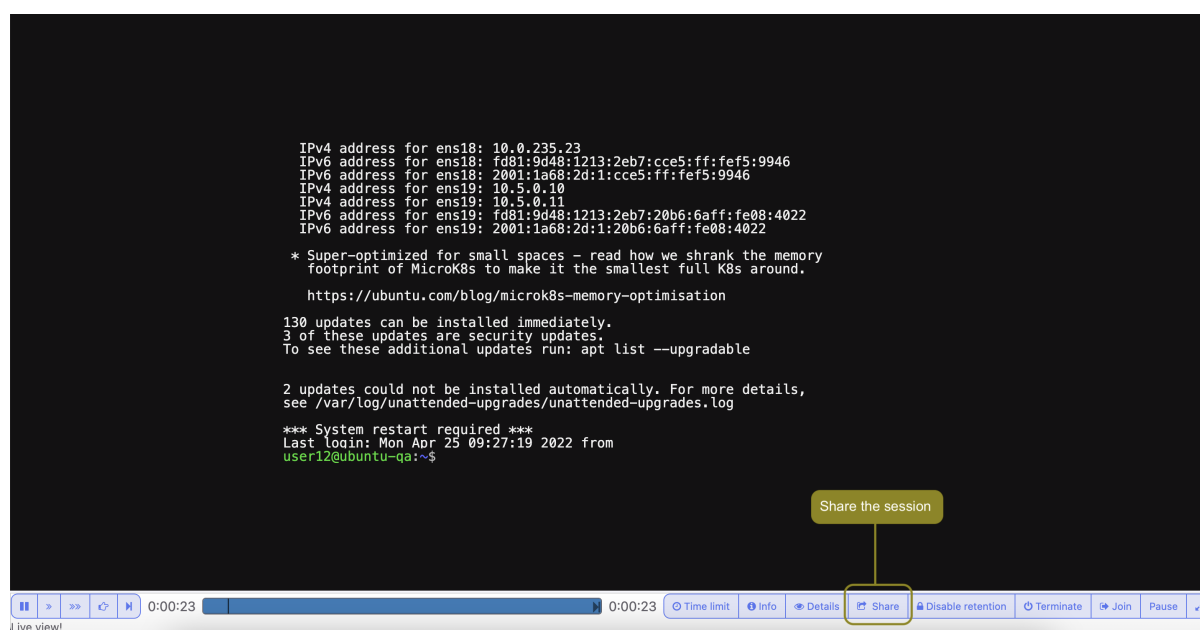 IPv4 address for ens18: 10.0.235.23
IPv6 address for ens18: fd81:9d48:1213:2eb7:cce5:ff:fef5:9946
IPv6 address for ens18: 2001:1a68:2d:1:cce5:ff:fef5:9946
IPv4 address for ens19: 10.5.0.10
IPv4 address for ens19: 10.5.0.11
IPv6 address for ens19: fd81:9d48:1213:2eb7:20b6:6aff:fe08:4022
IPv6 address for ens19: 2001:1a68:2d:1:20b6:6aff:fe08:4022
* Super-optimized for small spaces - read how we shrank the memory
footprint of MicroK8s to make it the smallest full K8s around.
https://ubuntu.com/blog/microk8s-memory-optimisation
130 updates can be installed immediately.
3 of these updates are security updates.
To see these additional updates run: apt list --upgradable
2 updates could not be installed automatically. For more details,
see /var/log/unattended-upgrades/unattended-upgrades.log
*** System restart required ***
Last login: Mon Apr 25 09:27:19 2022 from
user12@ubuntu-qa:~$
Share the session
0:00:23 0:00:23 Time limit Info Details Share Disable retention Terminate Join Pause
Live view!